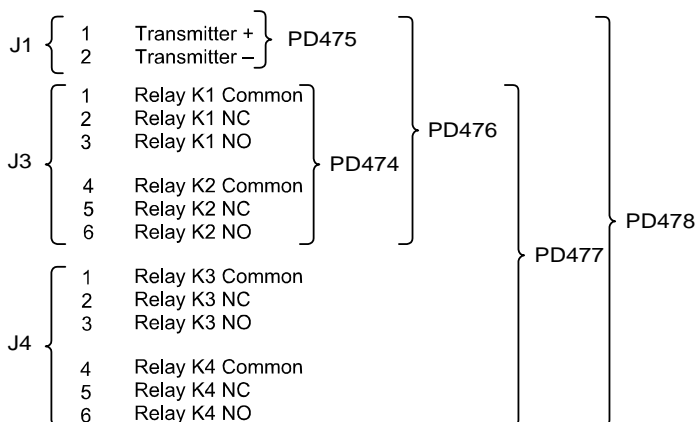 J1
1 Transmitter +
2 Transmitter –
PD475
J3
1 Relay K1 Common
2 Relay K1 NC
3 Relay K1 NO
4 Relay K2 Common
5 Relay K2 NC
6 Relay K2 NO
PD474
PD476
J4
1 Relay K3 Common
2 Relay K3 NC
3 Relay K3 NO
4 Relay K4 Common
5 Relay K4 NC
6 Relay K4 NO
PD477
PD478